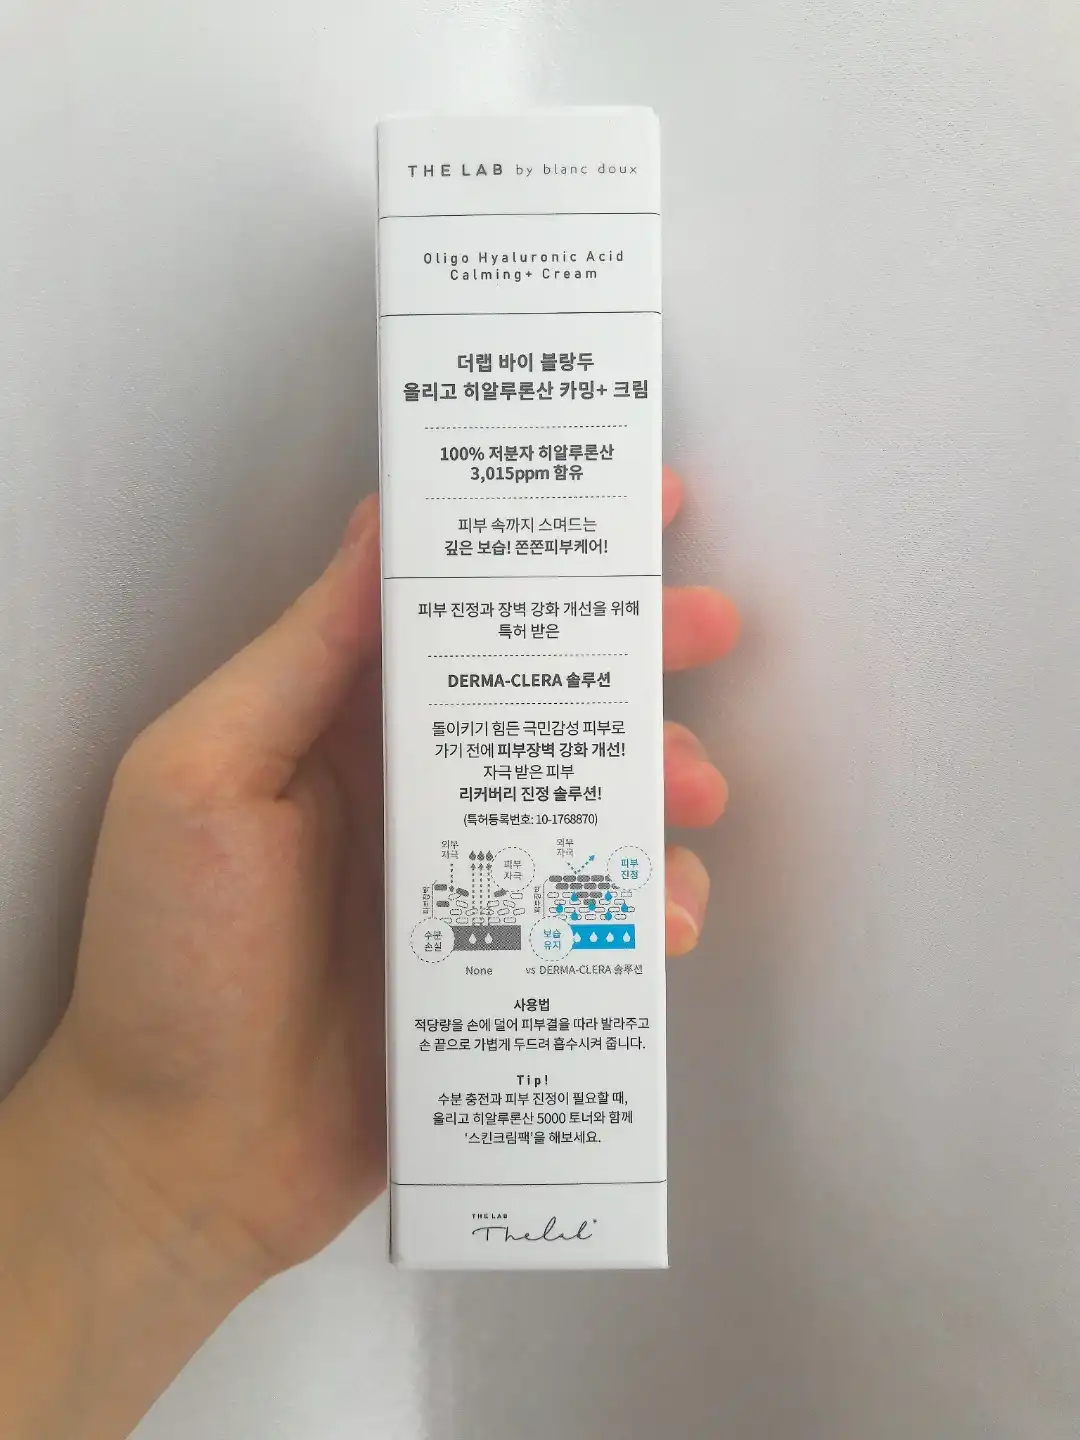 THE LAB by blanc doux
Oligo Hyaluronic Acid
Calming+ Cream
더랩 바이 블랑두
올리고 히알루론산 카밍+ 크림
100% 저분자 히알루론산
3,015ppm 함유
피부 속까지 스며드는
깊은 보습! 쫀쫀피부케어!
피부 진정과 장벽 강화 개선을 위해
특허 받은
DERMA-CLERA 솔루션
돌이키기 힘든 극민감성 피부로
가기 전에 피부장벽 강화 개선!
자극 받은 피부
리커버리 진정 솔루션!
(특허등록번호: 10-1768870)
외부
자극
피부
자극
수분
손실
None
외부
자극
피부
진정
보습
유지
vs DERMA-CLERA 솔루션
사용법
적당량을 손에 덜어 피부결을 따라 발라주고
손 끝으로 가볍게 두드려 흡수시켜 줍니다.
Tip!
수분 충전과 피부 진정이 필요할 때,
올리고 히알루론산 5000 토너와 함께
'스킨크림팩'을 해보세요.
THE LAB
Thelab